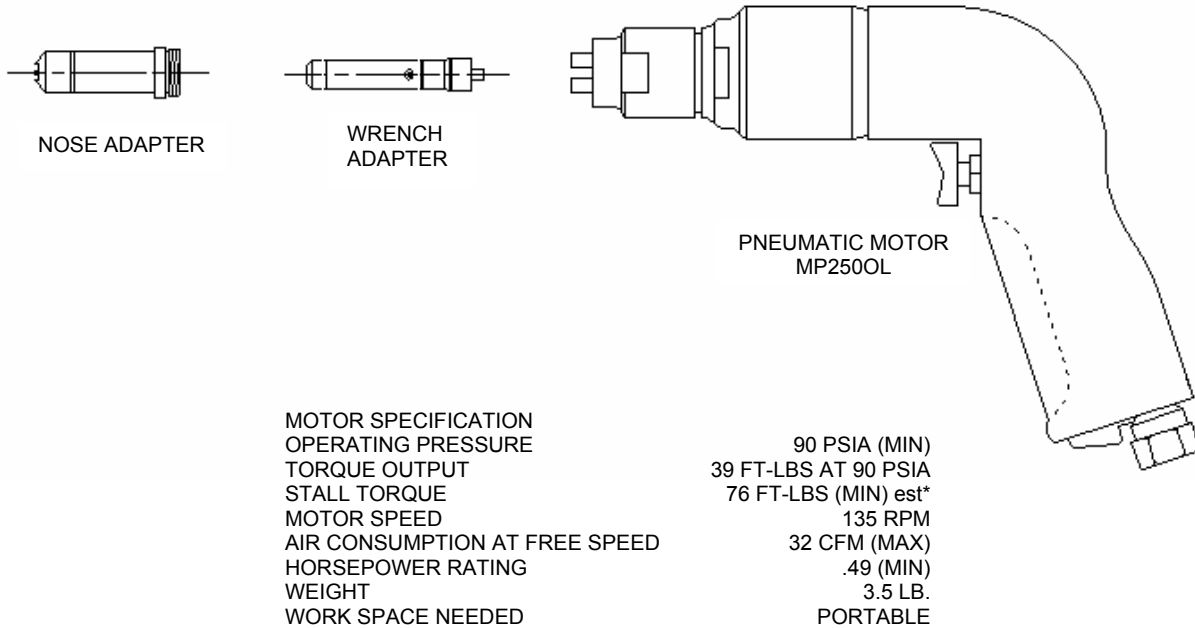 NOSE ADAPTER
WRENCH
ADAPTER
PNEUMATIC MOTOR
MP250OL
MOTOR SPECIFICATION
OPERATING PRESSURE 90 PSIA (MIN)
TORQUE OUTPUT 39 FT-LBS AT 90 PSIA
STALL TORQUE 76 FT-LBS (MIN) est*
MOTOR SPEED 135 RPM
AIR CONSUMPTION AT FREE SPEED 32 CFM (MAX)
HORSEPOWER RATING .49 (MIN)
WEIGHT 3.5 LB.
WORK SPACE NEEDED PORTABLE